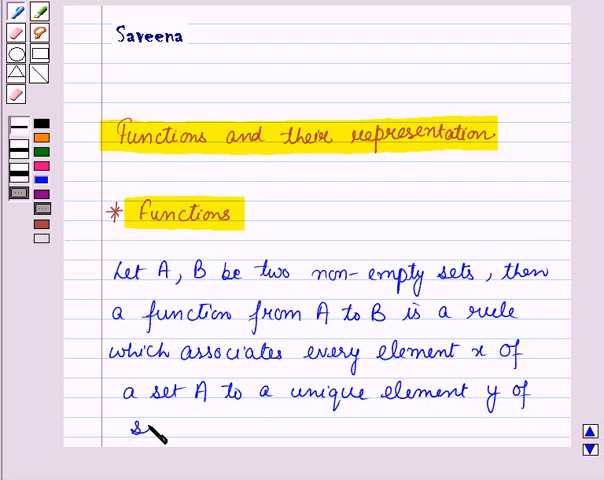 Saveena
Functions and their representation
* Functions
Let A, B be two non-empty sets, then
a function from A to B is a rule
which associates every element x of
a set A to a unique element y of
s